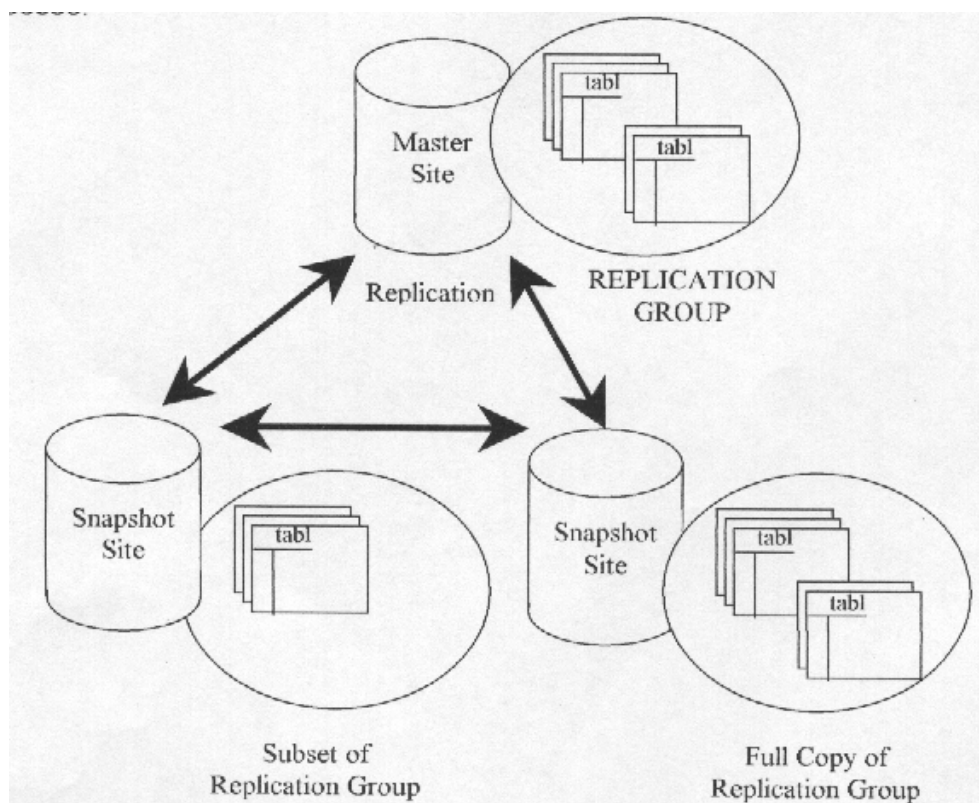 tabl
tabl
Master
Site
Replication
REPLICATION
GROUP
Snapshot
Site
tabl
Snapshot
Site
tabl
tabl
Subset of
Replication Group
Full Copy of
Replication Group